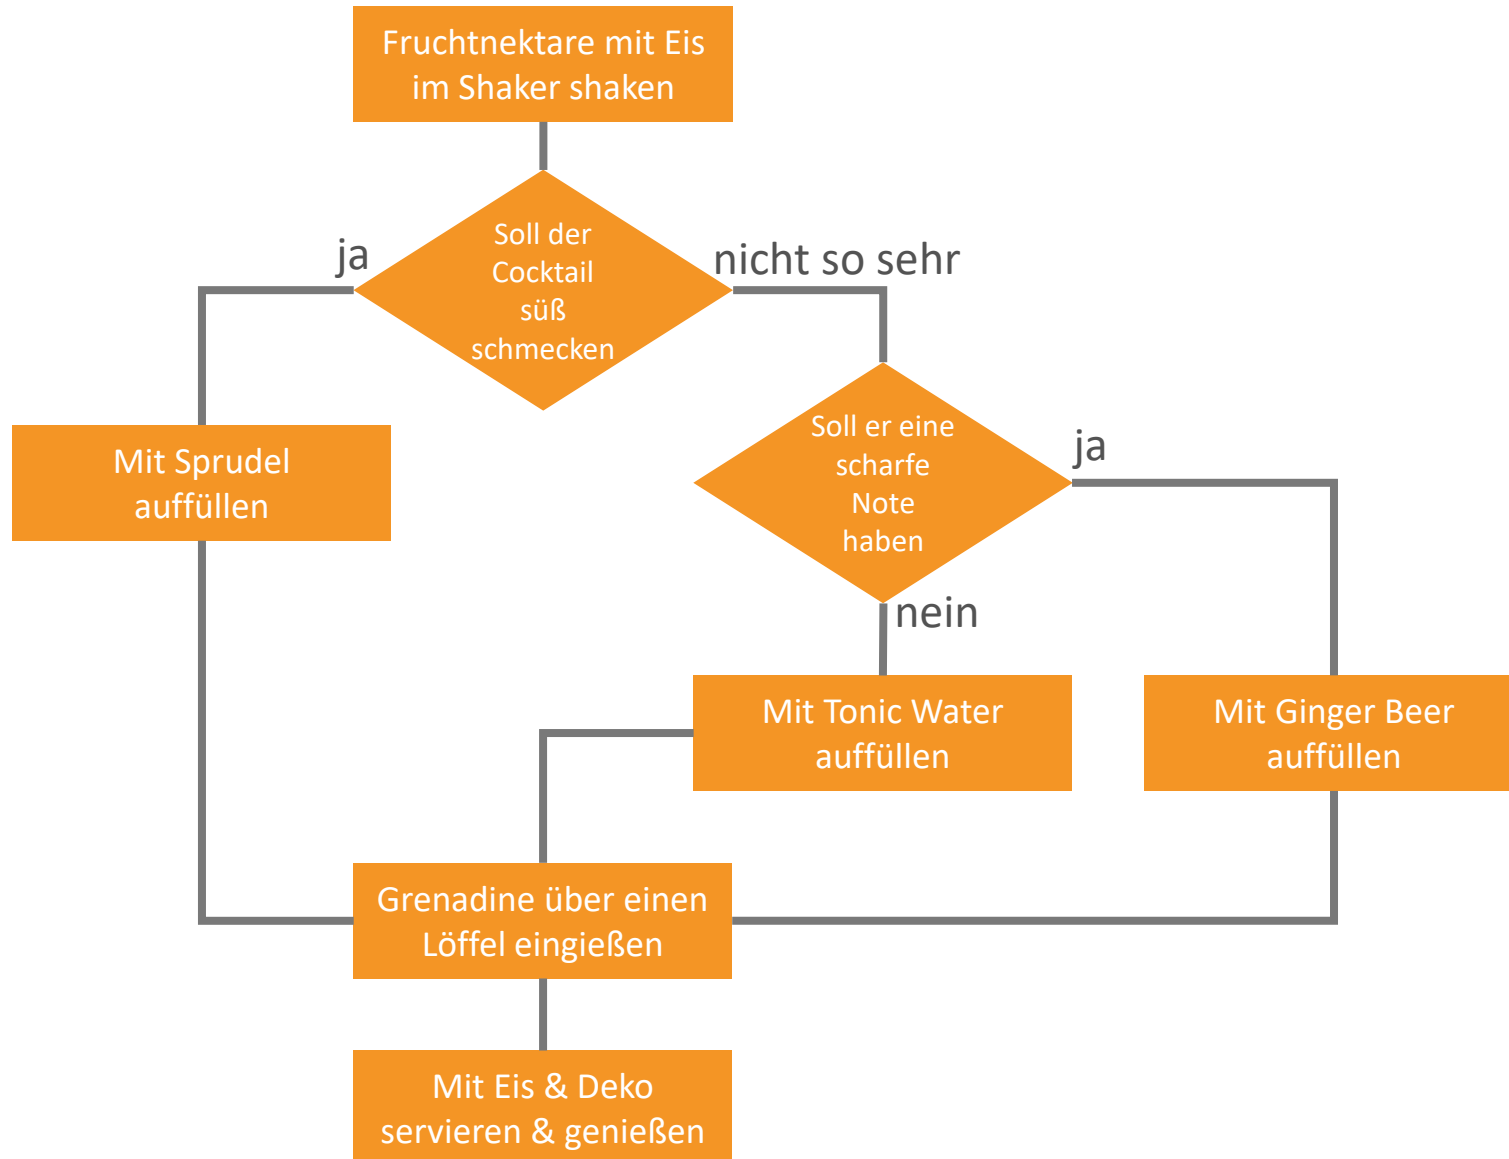 Fruchtnektare mit Eis
im Shaker shaken
Soll der
Cocktail
süß
schmecken
ja
nicht so sehr
Mit Sprudel
auffüllen
Soll er eine
scharfe
Note
haben
ja
nein
Mit Tonic Water
auffüllen
Mit Ginger Beer
auffüllen
Grenadine über einen
Löffel eingießen
Mit Eis & Deko
servieren & genießen